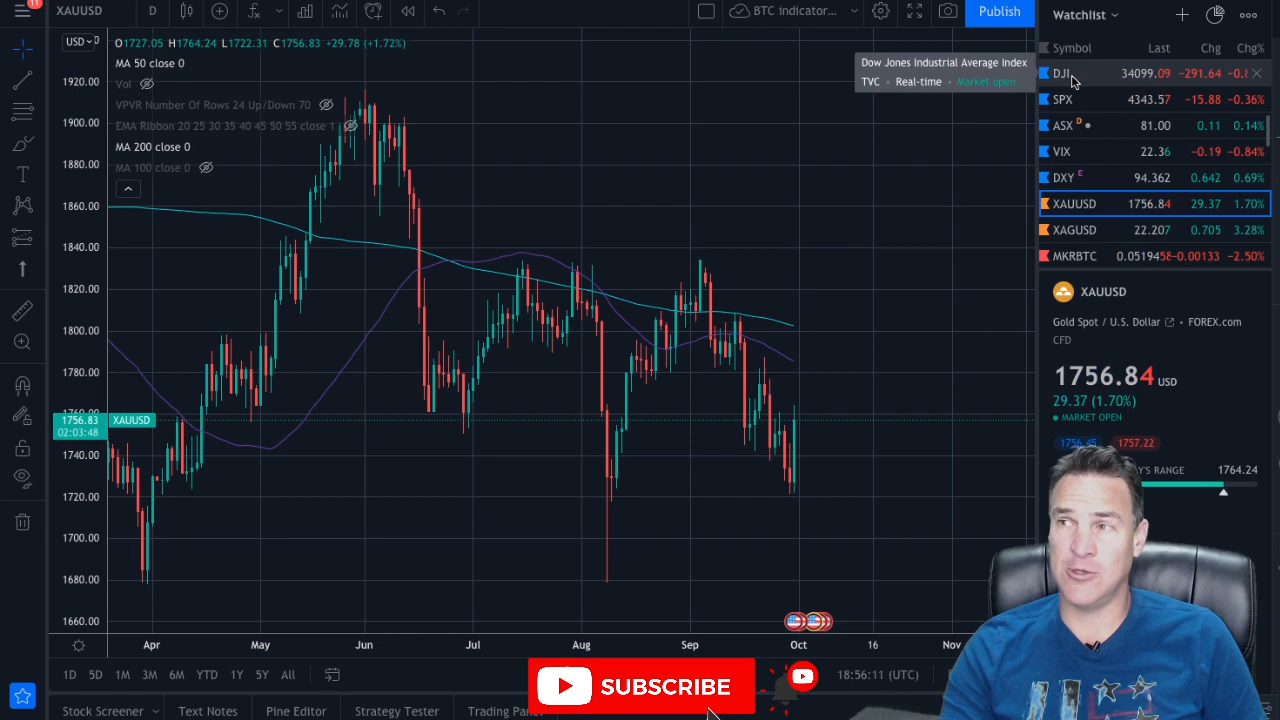 11
XAUUSD
D
BTC indicator...
Publish
Watchlist
USD
O1727.05 H1764.24 L1722.31 C1756.83 +29.78 (+1.72%)
MA 50 close 0
Vol
VPVR Number Of Rows 24 Up/Down 70
EMA Ribbon 20 25 30 35 40 45 50 55 close 1
MA 200 close 0
MA 100 close 0
Dow Jones Industrial Average Index
TVC • Real-time • Market open
Symbol Last Chg Chg%
DJI 34099.09 −291.64
SPX 4343.57 −15.88 −0.36%
ASX D 81.00 0.11 0.14%
VIX 22.36 −0.19 −0.84%
DXY E 94.362 0.642 0.69%
XAUUSD 1756.84 29.37 1.70%
XAGUSD 22.207 0.705 3.28%
MKRBTC 0.051945 −0.00133 −2.50%
XAUUSD
Gold Spot / U.S. Dollar • FOREX.com
CFD
1756.84 USD
29.37 (1.70%)
MARKET OPEN
1756.45 1757.22
Y'S RANGE 1764.24
1920.00
1900.00
1880.00
1860.00
1840.00
1820.00
1800.00
1780.00
1760.00
1756.83 XAUUSD
02:03:48
1740.00
1720.00
1700.00
1680.00
1660.00
Apr May Jun Jul Aug Sep Oct 16 Nov
1D 5D 1M 3M 6M YTD 1Y 5Y All
18:56:11 (UTC)
SUBSCRIBE
Stock Screener Text Notes Pine Editor Strategy Tester Trading